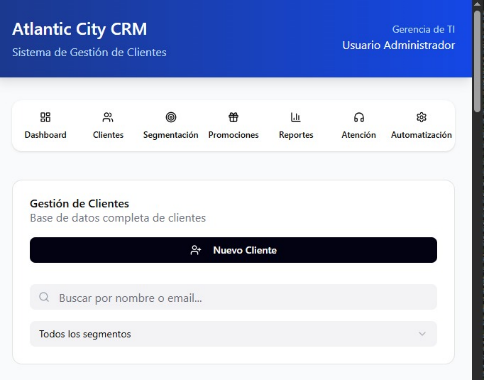 Atlantic City CRM
Sistema de Gestión de Clientes
Gerencia de TI
Usuario Administrador
Dashboard
Clientes
Segmentación
Promociones
Reportes
Atención
Automatización
Gestión de Clientes
Base de datos completa de clientes
Nuevo Cliente
Buscar por nombre o email...
Todos los segmentos